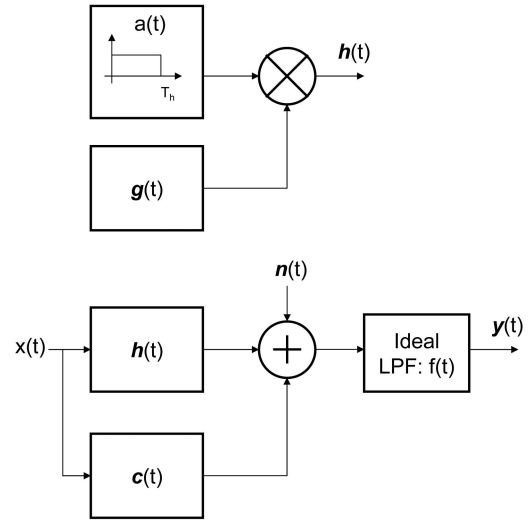 a(t)
T_h
h(t)
g(t)
n(t)
x(t)
h(t)
Ideal
LPF: f(t)
y(t)
c(t)